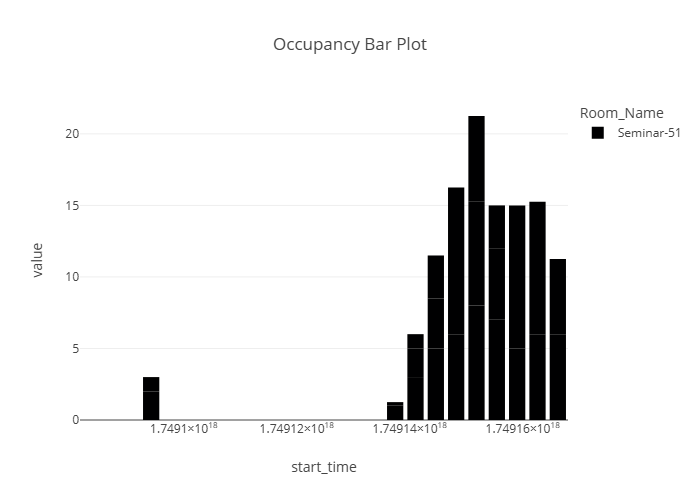 Occupancy Bar Plot
Room_Name
Seminar-51
value
20
15
10
5
0
1.7491×10¹⁸
1.74912×10¹⁸
1.74914×10¹⁸
1.74916×10¹⁸
start_time